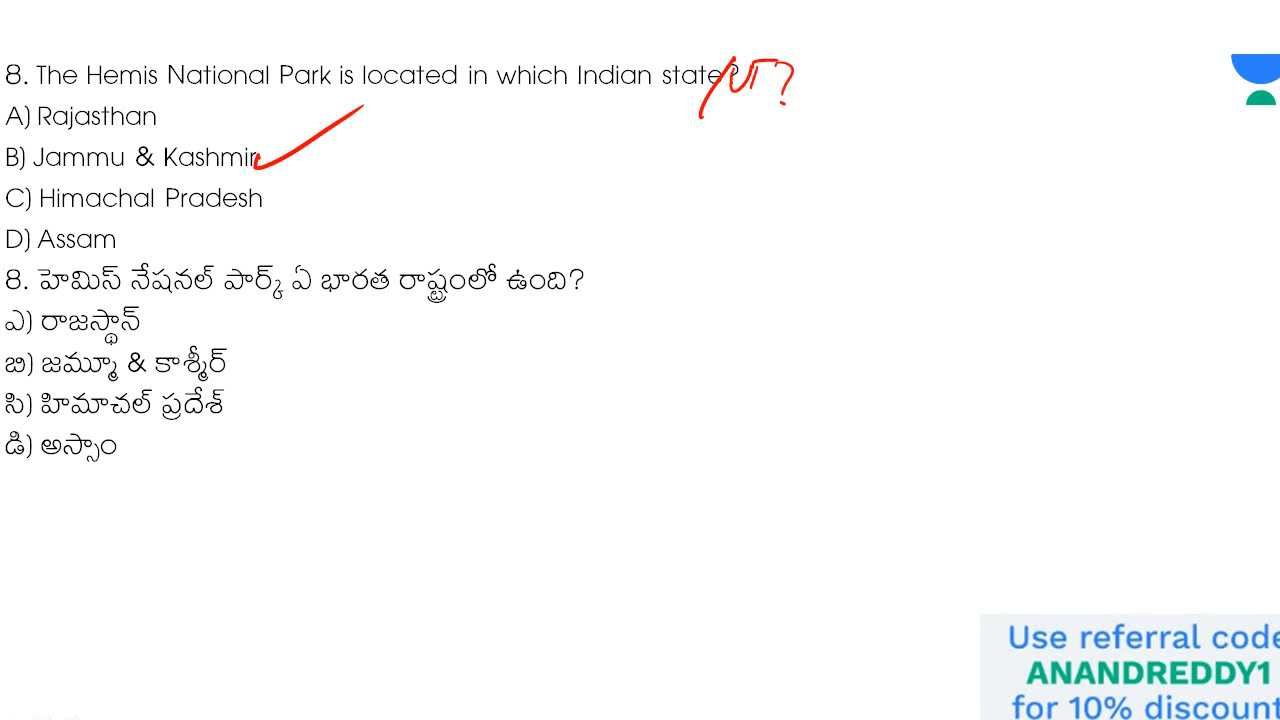 8. The Hemis National Park is located in which Indian state? /UT?
A) Rajasthan
B) Jammu & Kashmir
C) Himachal Pradesh
D) Assam
8. హెమిస్ నేషనల్ పార్క్ ఏ భారత రాష్ట్రంలో ఉంది?
ఎ) రాజస్థాన్
బి) జమ్మూ & కాశ్మీర్
సి) హిమాచల్ ప్రదేశ్
డి) అస్సాం
Use referral code
ANANDREDDY1
for 10% discount